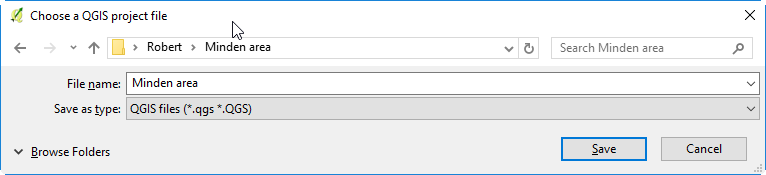 Choose a QGIS project file
Robert > Minden area Search Minden area
File name: Minden area
Save as type: QGIS files (*.qgs *.QGS)
Browse Folders Save Cancel